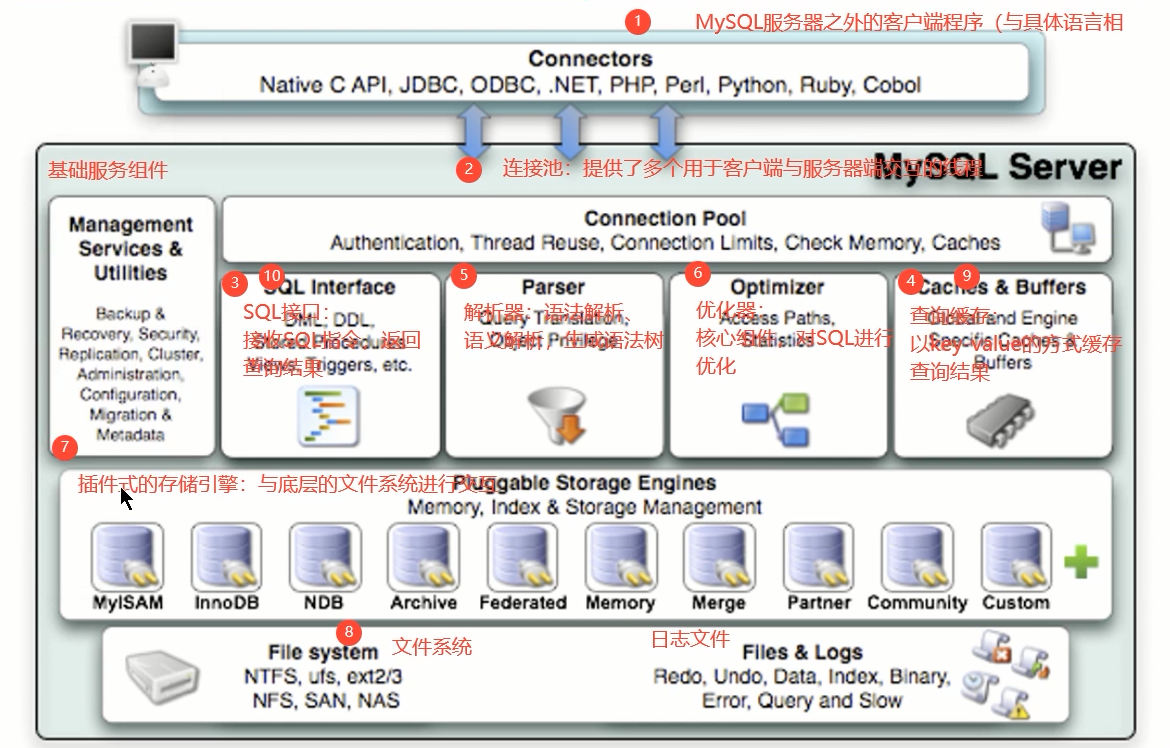 1 MySQL服务器之外的客户端程序（与具体语言相
Connectors
Native C API, JDBC, ODBC, .NET, PHP, Perl, Python, Ruby, Cobol
基础服务组件
2 连接池：提供了多个用于客户端与服务器端交互的线程
MySQL Server
Management
Services &
Utilities
Backup &
Recovery, Security,
Replication, Cluster,
Administration,
Configuration,
Migration &
Metadata
Connection Pool
Authentication, Thread Reuse, Connection Limits, Check Memory, Caches
3 10
SQL Interface
SQL接口：
DML, DDL,
接收SQL指令，返回
Stored Procedures
查询结果
Views, Triggers, etc.
5
Parser
解析器：语法解析、
Query Translation,
语义解析，生成语法树
Object Privilege
6
Optimizer
优化器：
Access Paths,
核心组件，对SQL进行
Statistics
优化
4 9
Caches & Buffers
查询缓存：
Global and Engine
以key-value的方式缓存
Specific Caches &
查询结果
Buffers
7
插件式的存储引擎：与底层的文件系统进行交互
Pluggable Storage Engines
Memory, Index & Storage Management
MyISAM InnoDB NDB Archive Federated Memory Merge Partner Community Custom
8 文件系统
File system
NTFS, ufs, ext2/3
NFS, SAN, NAS
日志文件
Files & Logs
Redo, Undo, Data, Index, Binary,
Error, Query and Slow